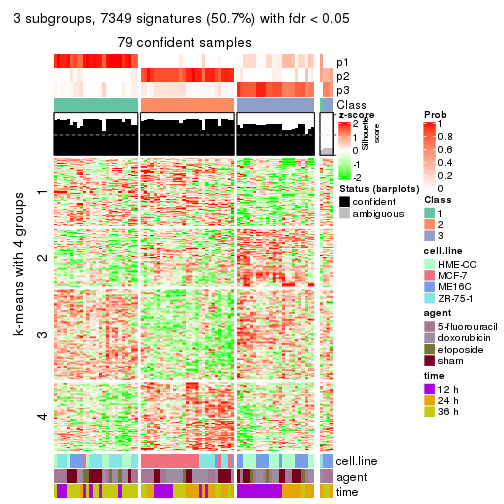 3 subgroups, 7349 signatures (50.7%) with fdr < 0.05
79 confident samples
p1
p2
p3
Class
z-score
2
1
0
-1
-2
Silhouette
score
Status (barplots)
confident
ambiguous
Prob
1
0.8
0.6
0.4
0.2
0
Class
1
2
3
cell.line
HME-CC
MCF-7
ME16C
ZR-75-1
agent
5-fluorouracil
doxorubicin
etoposide
sham
time
12 h
24 h
36 h
k-means with 4 groups
1
2
3
4
cell.line
agent
time